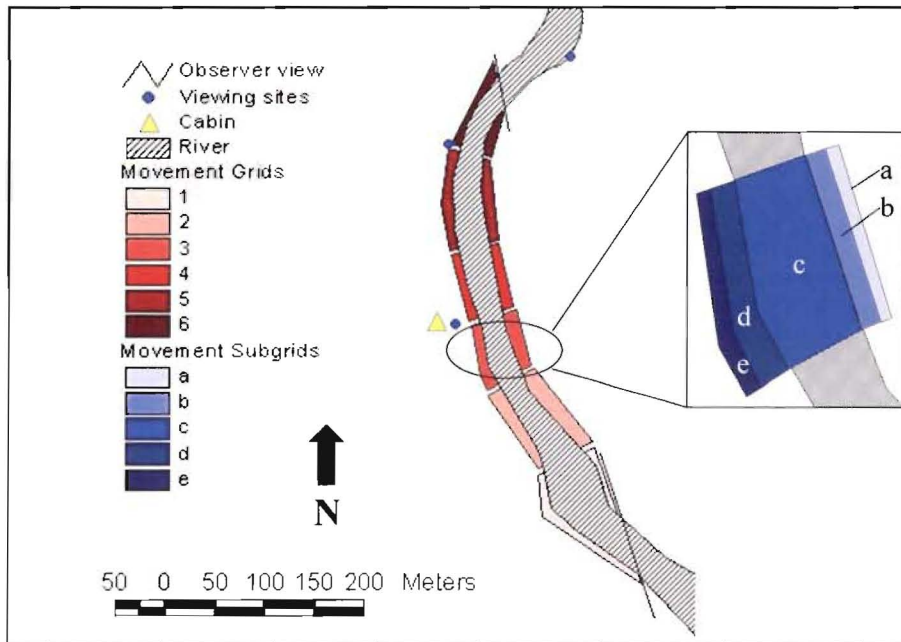 Observer view
Viewing sites
Cabin
River
Movement Grids
1
2
3
4
5
6
Movement Subgrids
a
b
c
d
e
N
50 0 50 100 150 200 Meters
a
b
c
d
e